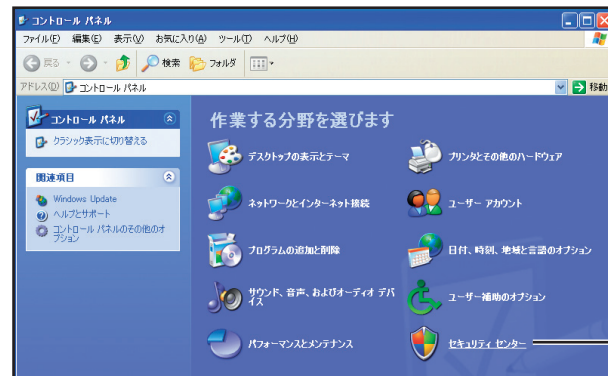 コントロール パネル
ファイル(F) 編集(E) 表示(V) お気に入り(A) ツール(T) ヘルプ(H)
戻る 検索 フォルダ
アドレス(D) コントロール パネル 移動
コントロール パネル
クラシック表示に切り替える
関連項目
Windows Update
ヘルプとサポート
コントロール パネルのその他のオ
プション
作業する分野を選びます
デスクトップの表示とテーマ
プリンタとその他のハードウェア
ネットワークとインターネット接続
ユーザー アカウント
プログラムの追加と削除
日付、時刻、地域と言語のオプション
サウンド、音声、およびオーディオ デバ
イス
ユーザー補助のオプション
パフォーマンスとメンテナンス
セキュリティ センター